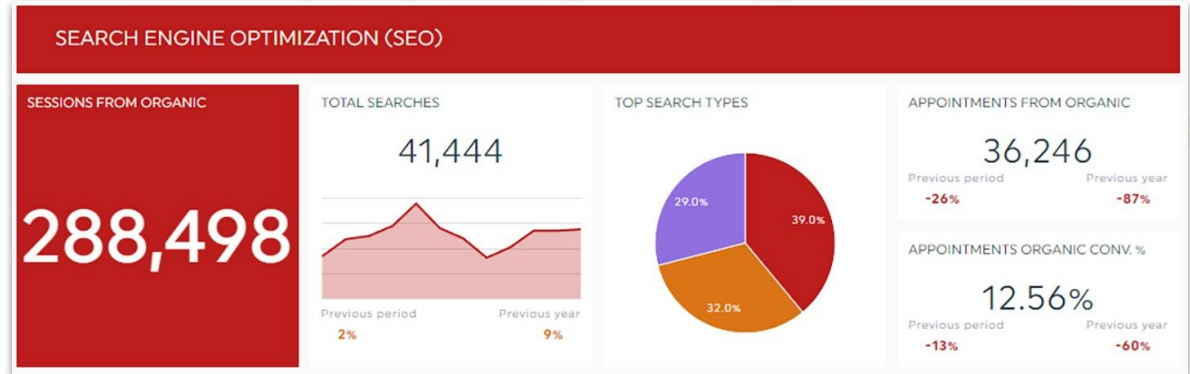 SEARCH ENGINE OPTIMIZATION (SEO)
SESSIONS FROM ORGANIC
288,498
TOTAL SEARCHES
41,444
Previous period
Previous year
2%
9%
TOP SEARCH TYPES
29.0%
39.0%
32.0%
APPOINTMENTS FROM ORGANIC
36,246
Previous period
Previous year
-26%
-87%
APPOINTMENTS ORGANIC CONV. %
12.56%
Previous period
Previous year
-13%
-60%